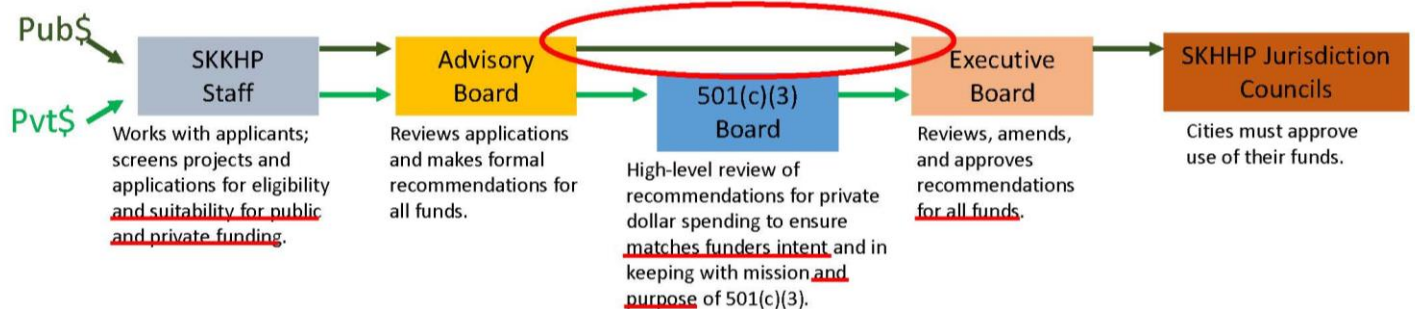 Pub$
Pvt$
SKKHP
Staff
Works with applicants;
screens projects and
applications for eligibility
and suitability for public
and private funding.
Advisory
Board
Reviews applications
and makes formal
recommendations for
all funds.
501(c)(3)
Board
High-level review of
recommendations for private
dollar spending to ensure
matches funders intent and in
keeping with mission and
purpose of 501(c)(3).
Executive
Board
Reviews, amends,
and approves
recommendations
for all funds.
SKHHP Jurisdiction
Councils
Cities must approve
use of their funds.